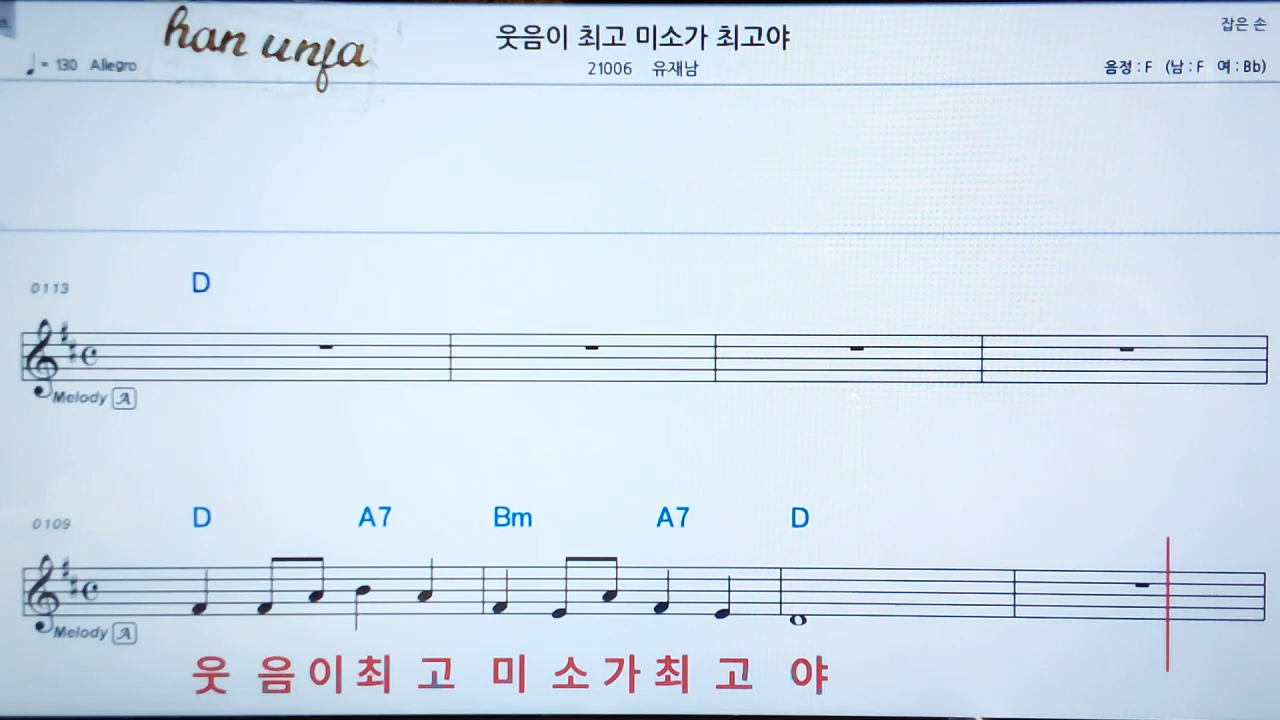 han unfa
웃음이 최고 미소가 최고야
잡은 손
♩= 130 Allegro
21006 유재남
음정 : F (남 : F 여 : Bb)
0113
D
Melody A
0109
D A7 Bm A7 D
Melody A
웃 음이최 고 미 소가최 고 야